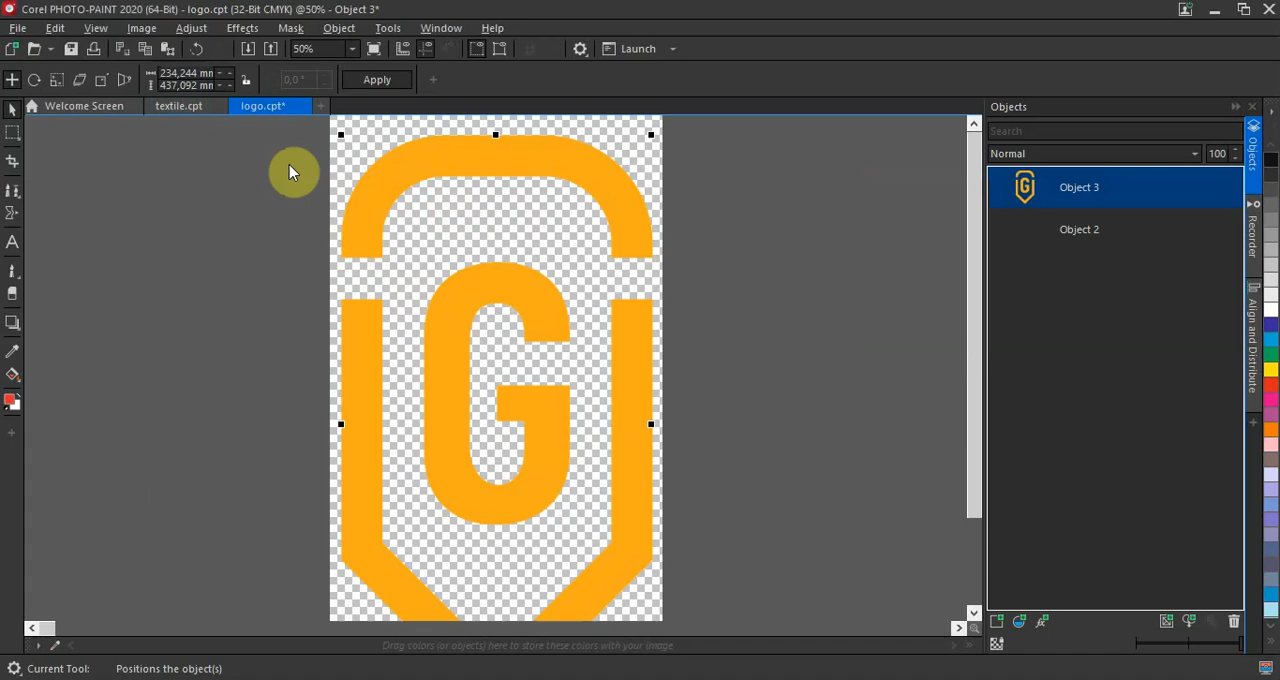 Corel PHOTO-PAINT 2020 (64-Bit) - logo.cpt (32-Bit CMYK) @50% - Object 3*
File Edit View Image Adjust Effects Mask Object Tools Window Help
50% Launch
234,244 mm
437,092 mm
0,0 ° Apply
Welcome Screen textile.cpt logo.cpt* Objects
Search
Normal 100
G Object 3
Object 2
Objects
Recorder
Align and Distribute
G
Drag colors (or objects) here to store these colors with your image
Current Tool: Positions the object(s)